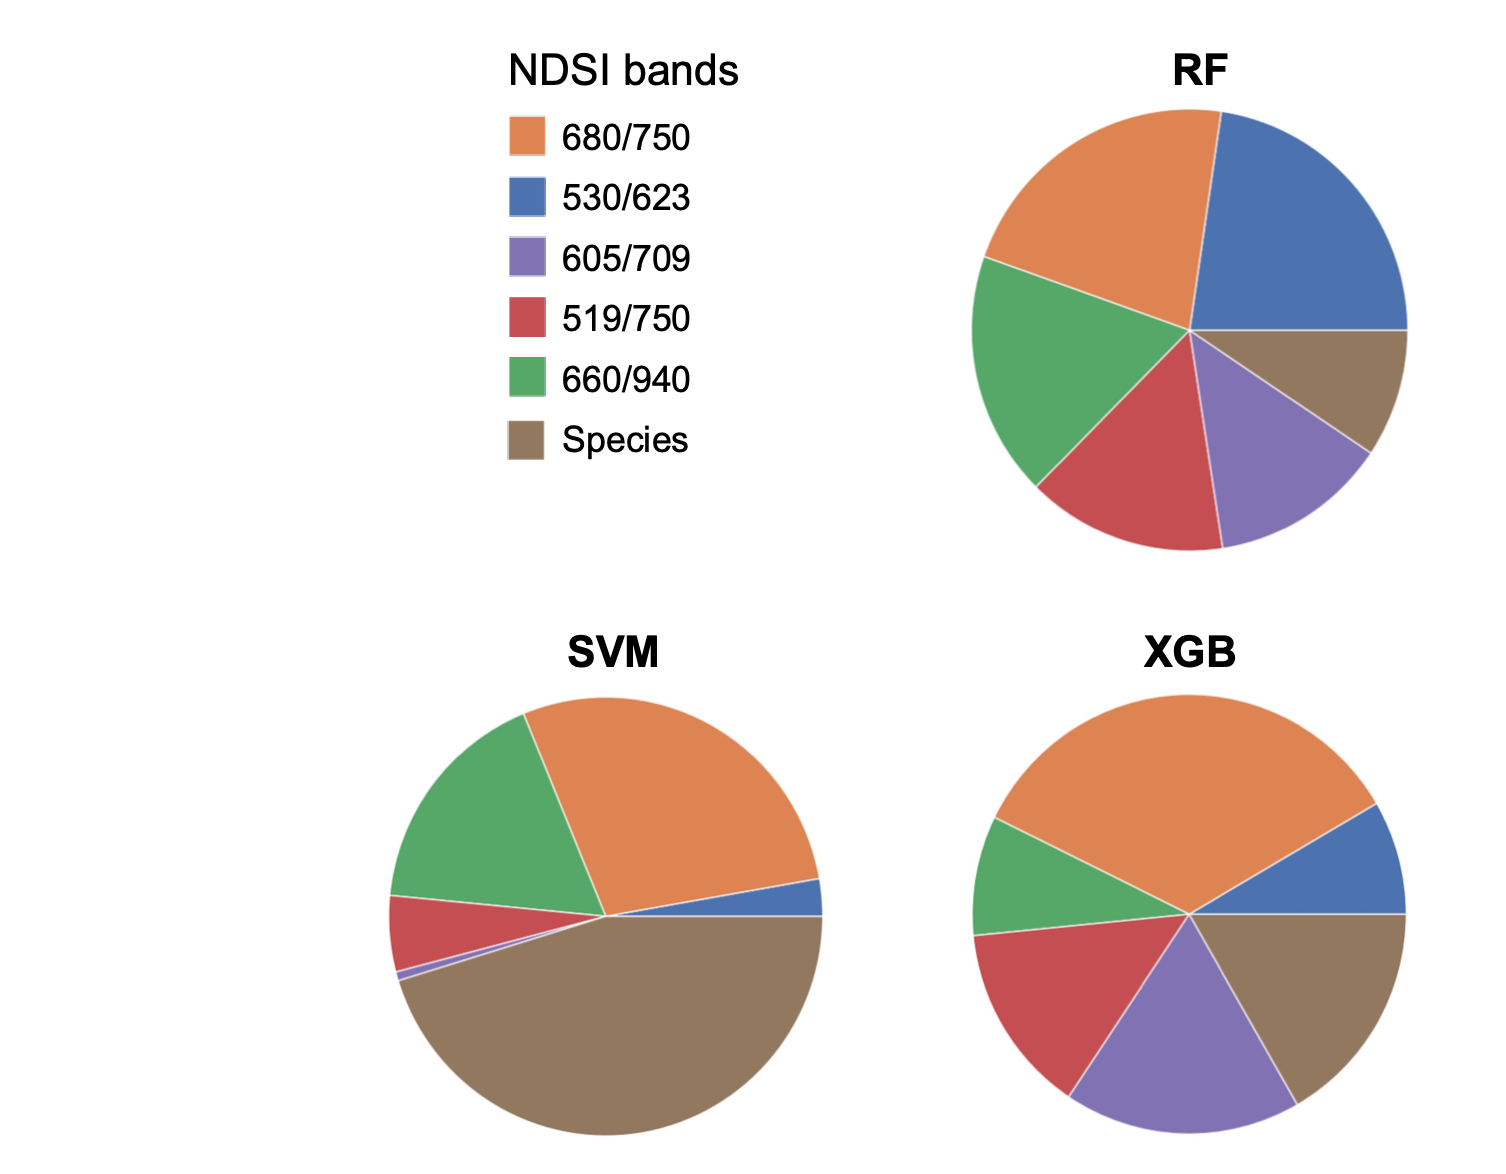 NDSI bands
680/750
530/623
605/709
519/750
660/940
Species
RF
SVM
XGB